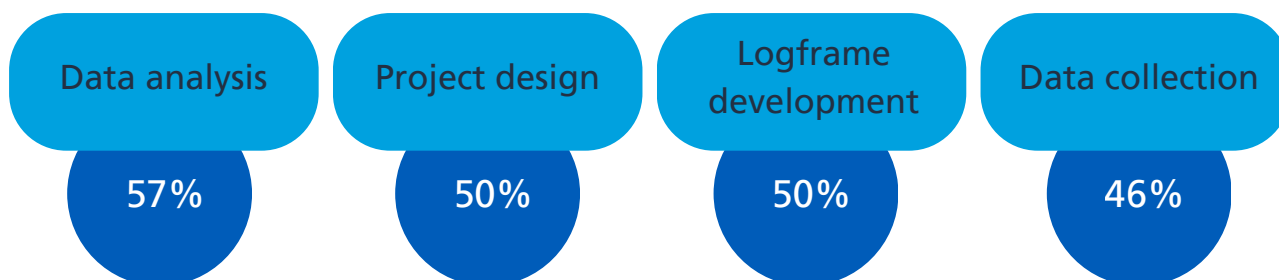 Data analysis
57%
Project design
50%
Logframe
development
50%
Data collection
46%